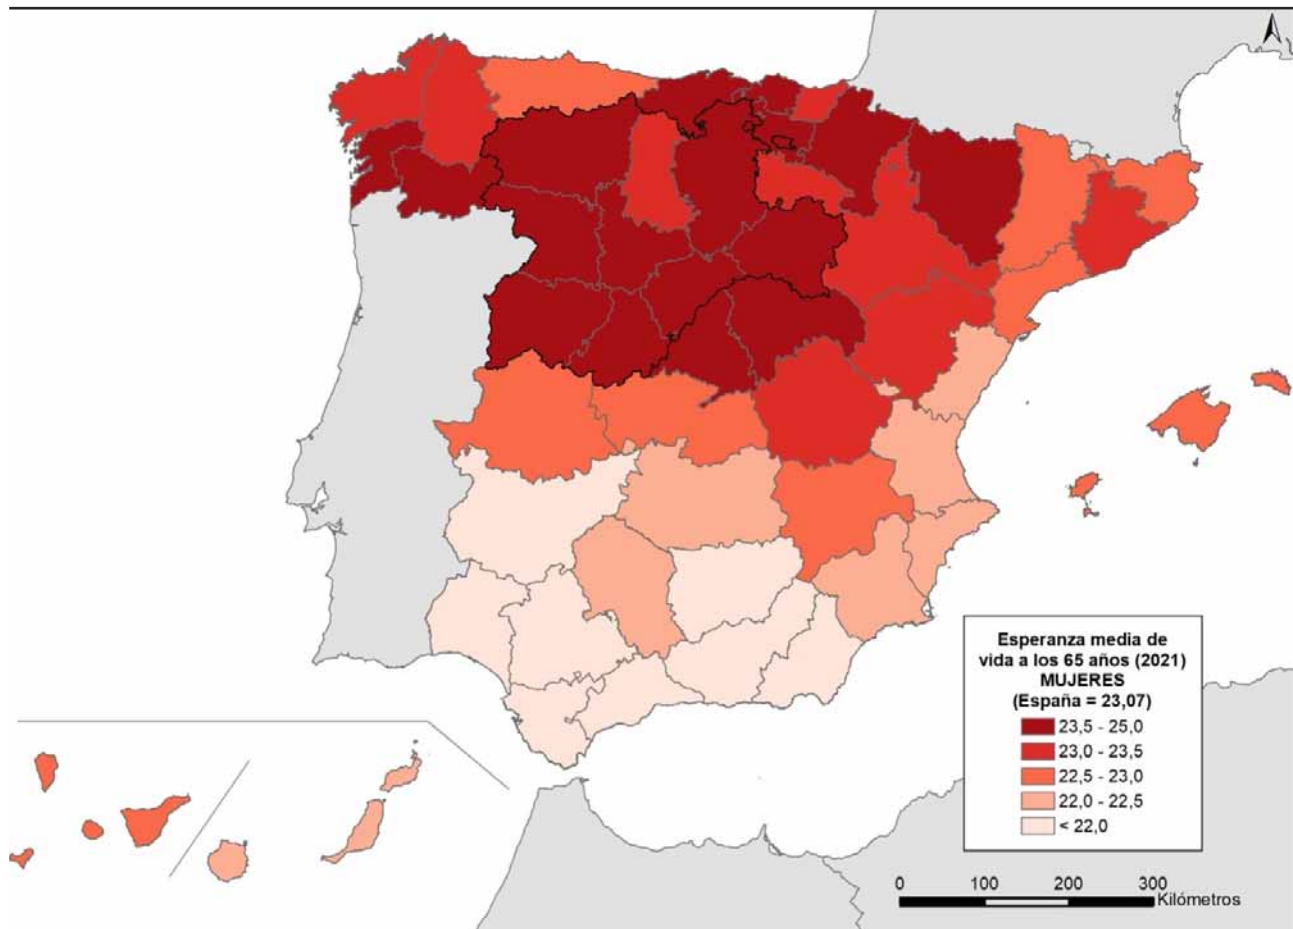 Esperanza media de
vida a los 65 años (2021)
MUJERES
(España = 23,07)
23,5 - 25,0
23,0 - 23,5
22,5 - 23,0
22,0 - 22,5
< 22,0
0 100 200 300
Kilómetros